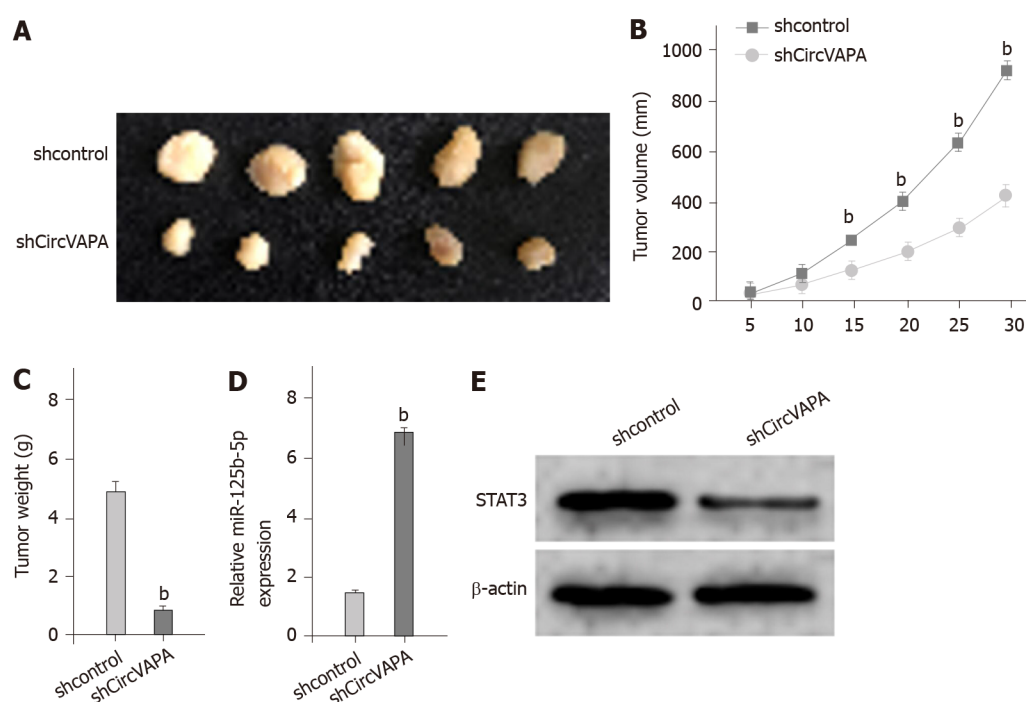 A
shcontrol
shCircVAPA
B
shcontrol
shCircVAPA
Tumor volume (mm)
1000
800
600
400
200
0
b
b
b
b
5 10 15 20 25 30
C
Tumor weight (g)
8
6
4
2
0
b
shcontrol
shCircVAPA
D
Relative miR-125b-5p
expression
8
6
4
2
0
b
shcontrol
shCircVAPA
E
shcontrol
shCircVAPA
STAT3
β-actin